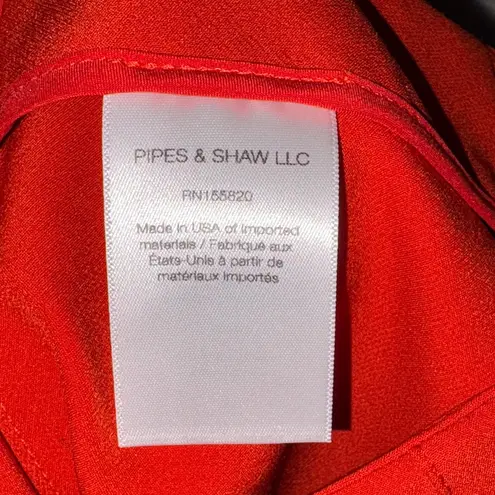 PIPES & SHAW LLC
RN155820
Made in USA of imported
materials / Fabriqué aux
États-Unis à partir de
matériaux importés